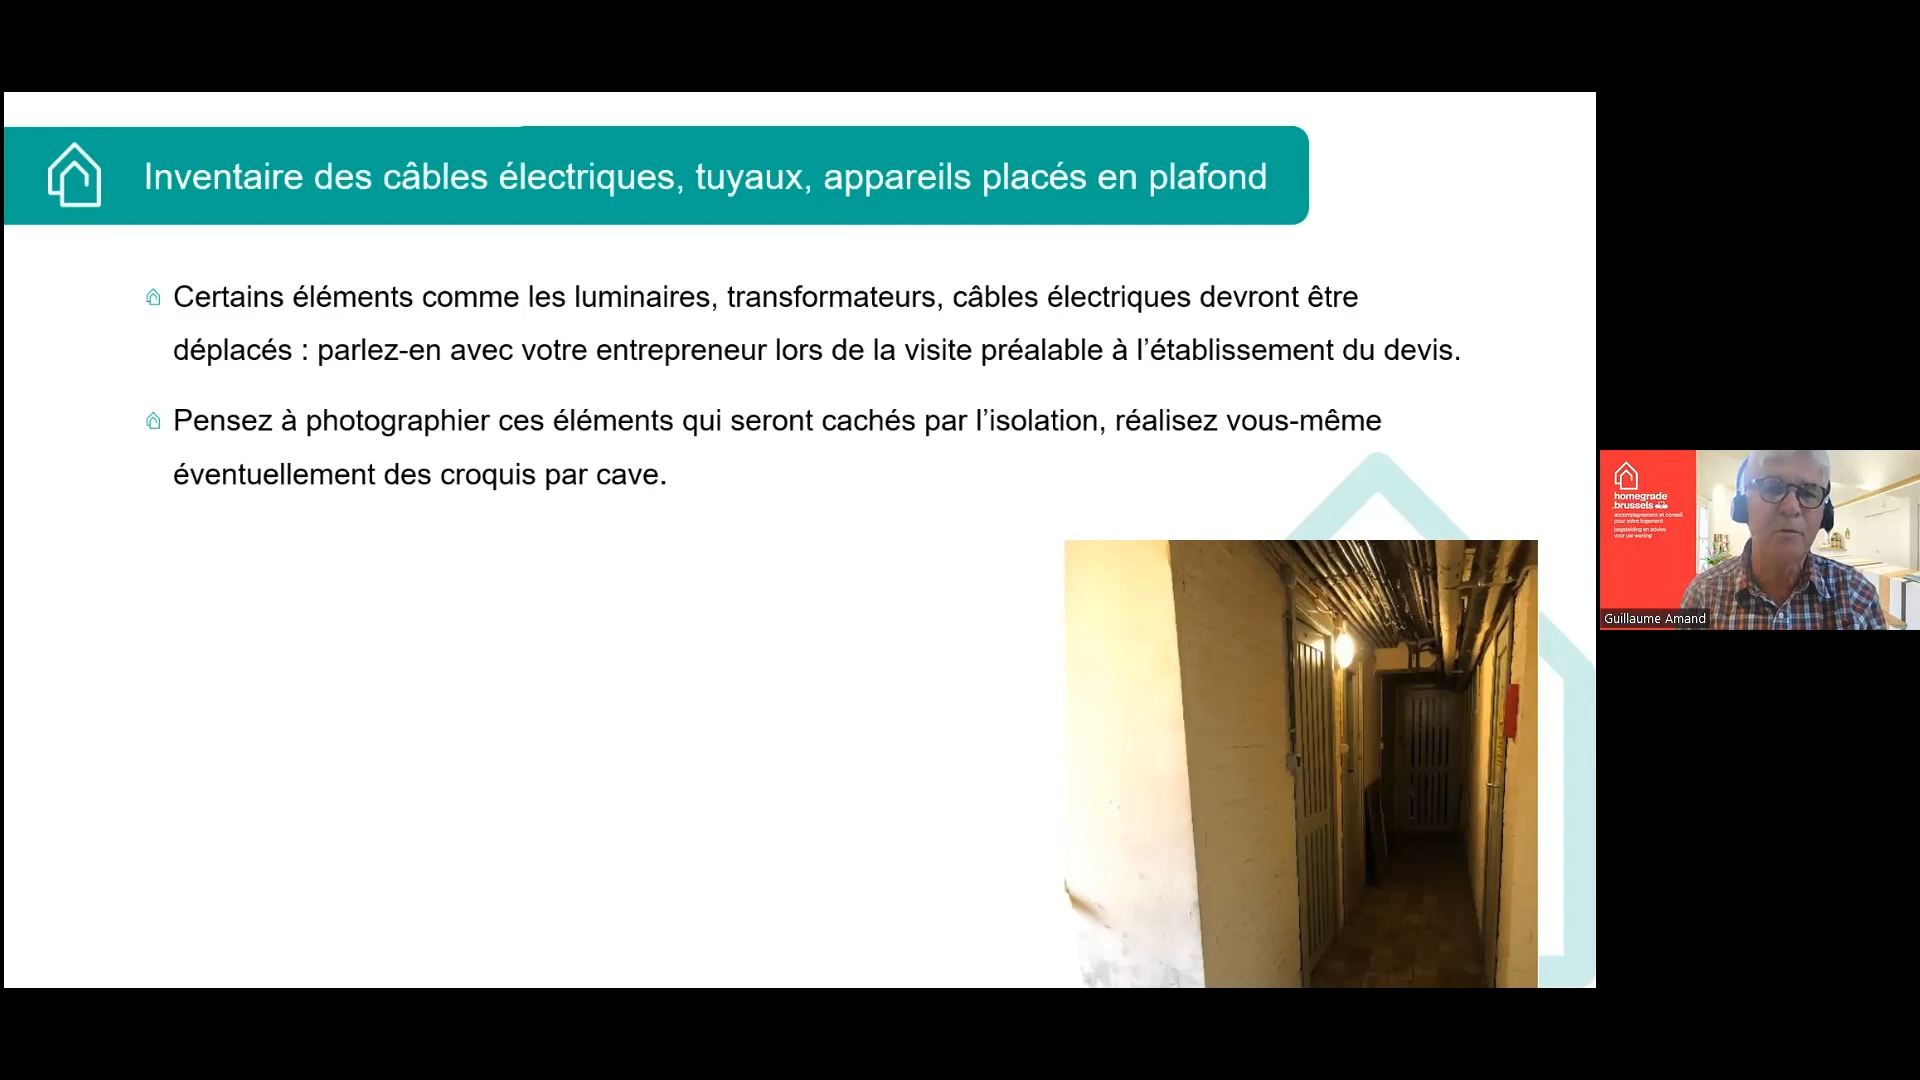 Inventaire des câbles électriques, tuyaux, appareils placés en plafond
Certains éléments comme les luminaires, transformateurs, câbles électriques devront être
déplacés : parlez-en avec votre entrepreneur lors de la visite préalable à l’établissement du devis.
Pensez à photographier ces éléments qui seront cachés par l’isolation, réalisez vous-même
éventuellement des croquis par cave.
homegrade
.brussels
accompagnement et conseil
pour votre logement
begeleiding en advies
voor uw woning
Guillaume Amand